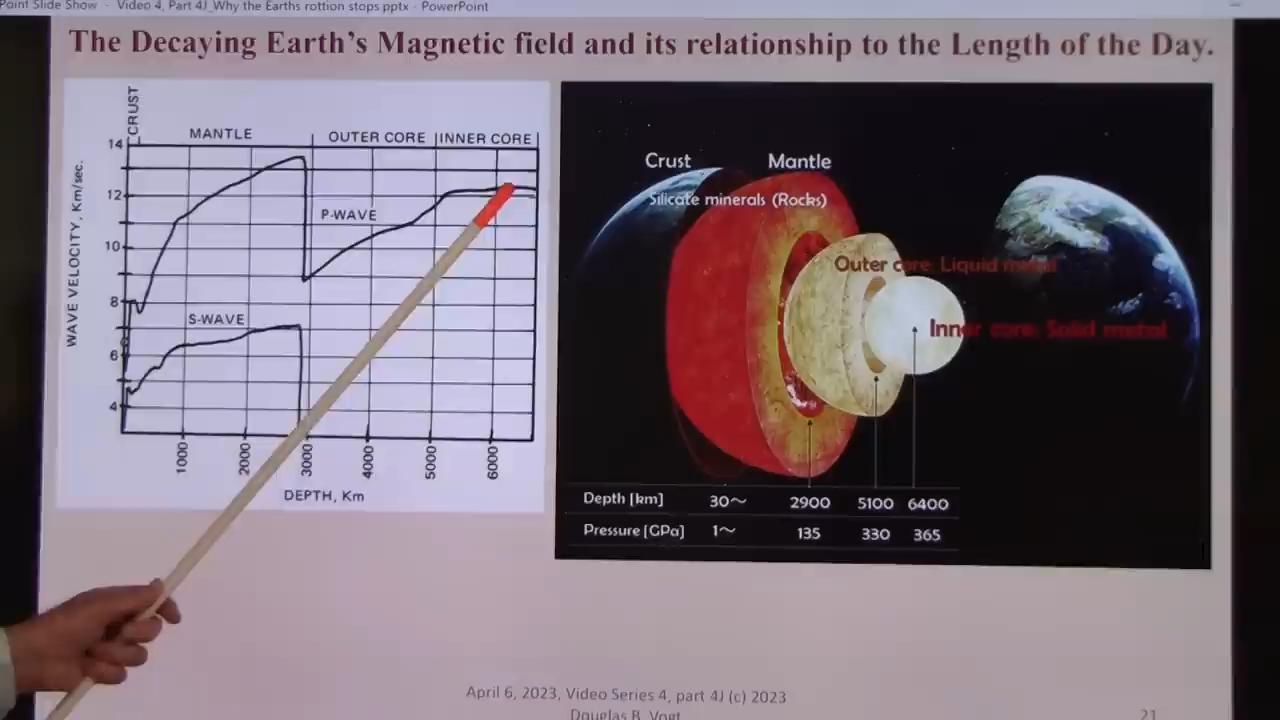 Point Slide Show - Video 4, Part 4J_Why the Earths rottion stops pptx - PowerPoint
The Decaying Earth's Magnetic field and its relationship to the Length of the Day.
CRUST
MANTLE
OUTER CORE
INNER CORE
14
12
10
8
6
4
WAVE VELOCITY, Km/sec.
P-WAVE
S-WAVE
1000
2000
3000
4000
5000
6000
DEPTH, Km
Crust
Mantle
Silicate minerals (Rocks)
Outer core: Liquid metal
Inner core: Solid metal
Depth [km] 30~ 2900 5100 6400
Pressure [GPa] 1~ 135 330 365
April 6, 2023, Video Series 4, part 4J (c) 2023
Douglas B. Vogt
21